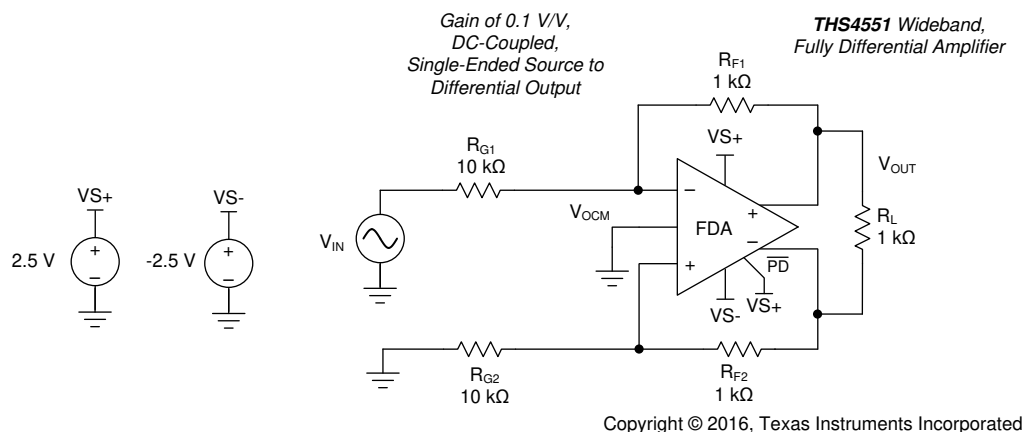 Gain of 0.1 V/V,
DC-Coupled,
Single-Ended Source to
Differential Output
THS4551 Wideband,
Fully Differential Amplifier
RF1
1 kΩ
VS+
RG1
10 kΩ
VS+
VS-
VOUT
VOCM
−
+
FDA
−
+
RL
1 kΩ
VIN
2.5 V
+
−
-2.5 V
+
−
PD
VS-
VS+
RG2
10 kΩ
RF2
1 kΩ
Copyright © 2016, Texas Instruments Incorporated